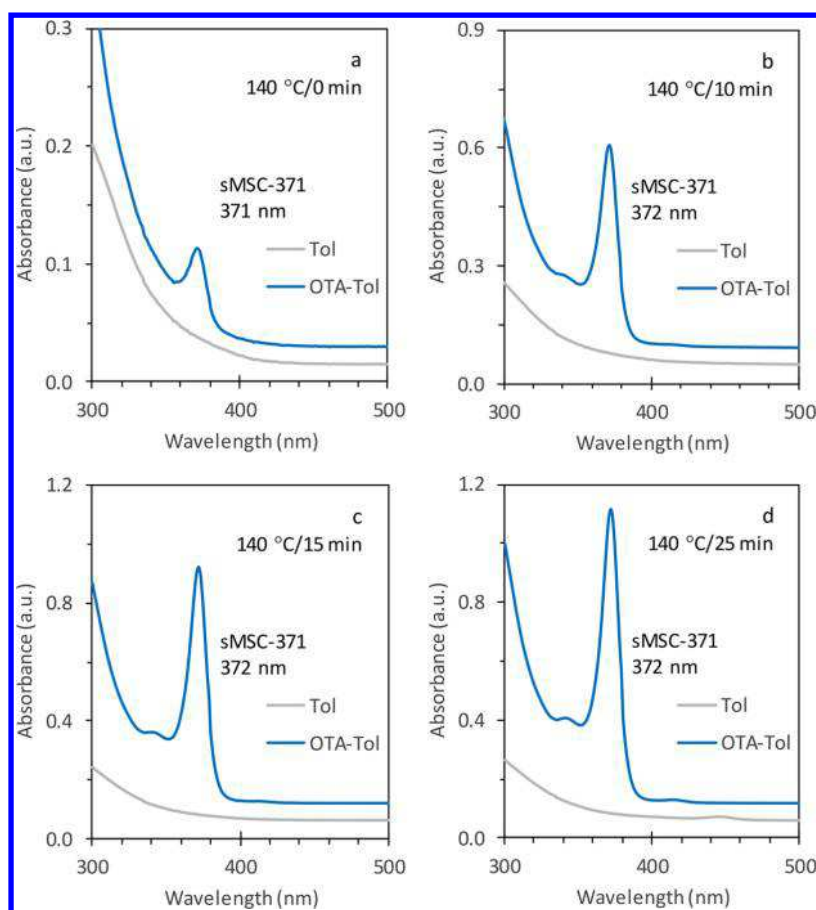 0.3
0.2
0.1
0.0
Absorbance (a.u.)
a
140 °C/0 min
sMSC-371
371 nm
Tol
OTA-Tol
300
400
500
Wavelength (nm)
0.9
0.6
0.3
0.0
Absorbance (a.u.)
b
140 °C/10 min
sMSC-371
372 nm
Tol
OTA-Tol
300
400
500
Wavelength (nm)
1.2
0.8
0.4
0.0
Absorbance (a.u.)
c
140 °C/15 min
sMSC-371
372 nm
Tol
OTA-Tol
300
400
500
Wavelength (nm)
1.2
0.8
0.4
0.0
Absorbance (a.u.)
d
140 °C/25 min
sMSC-371
372 nm
Tol
OTA-Tol
300
400
500
Wavelength (nm)